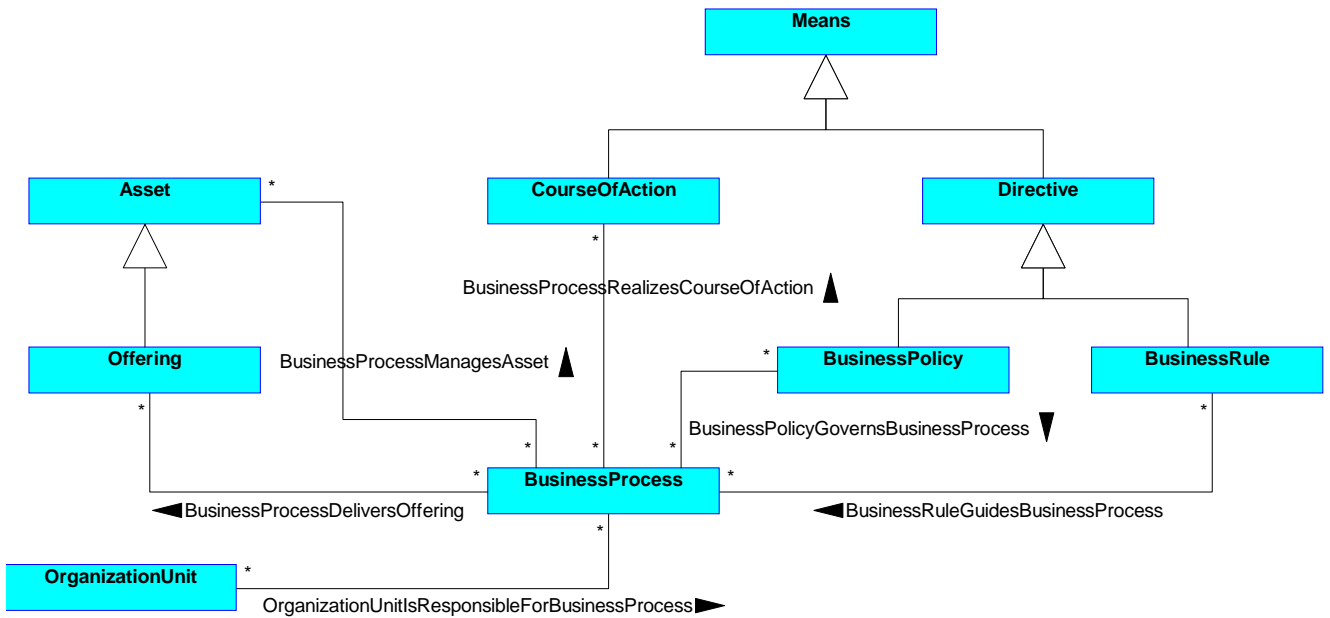 Means
Asset
*
CourseOfAction
Directive
*
BusinessProcessRealizesCourseOfAction
Offering
BusinessProcessManagesAsset
*
BusinessPolicy
BusinessRule
*
*
BusinessPolicyGovernsBusinessProcess
*
*
*
*
*
BusinessProcess
BusinessProcessDeliversOffering
BusinessRuleGuidesBusinessProcess
*
OrganizationUnit
*
OrganizationUnitIsResponsibleForBusinessProcess